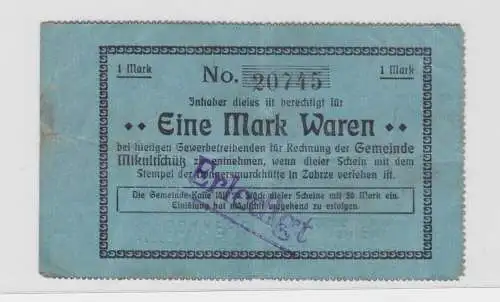 1 Mark No. 20745 1 Mark
Inhaber dieses ist berechtigt für
Eine Mark Waren
bei hiesigen Gewerbetreibenden für Rechnung der Gemeinde
Mikultschütz zu entnehmen, wenn dieser Schein mit dem
Stempel der Donnersmarckhütte in Zabrze versehen ist.
Die Gemeinde-Kasse löst Stück dieser Scheine mit 50 Mark ein.
Einlösung hat möglichst umgehend zu erfolgen.